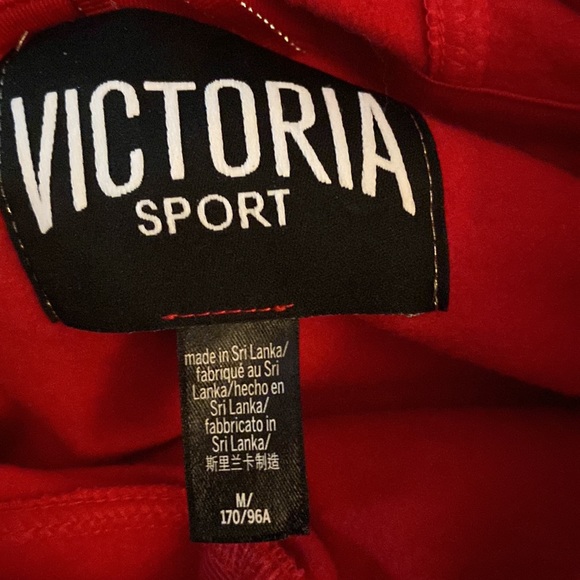 VICTORIA
SPORT
made in Sri Lanka/
fabriqué au Sri
Lanka/hecho en
Sri Lanka/
fabbricato in
Sri Lanka/
斯里兰卡制造
M/
170/96A